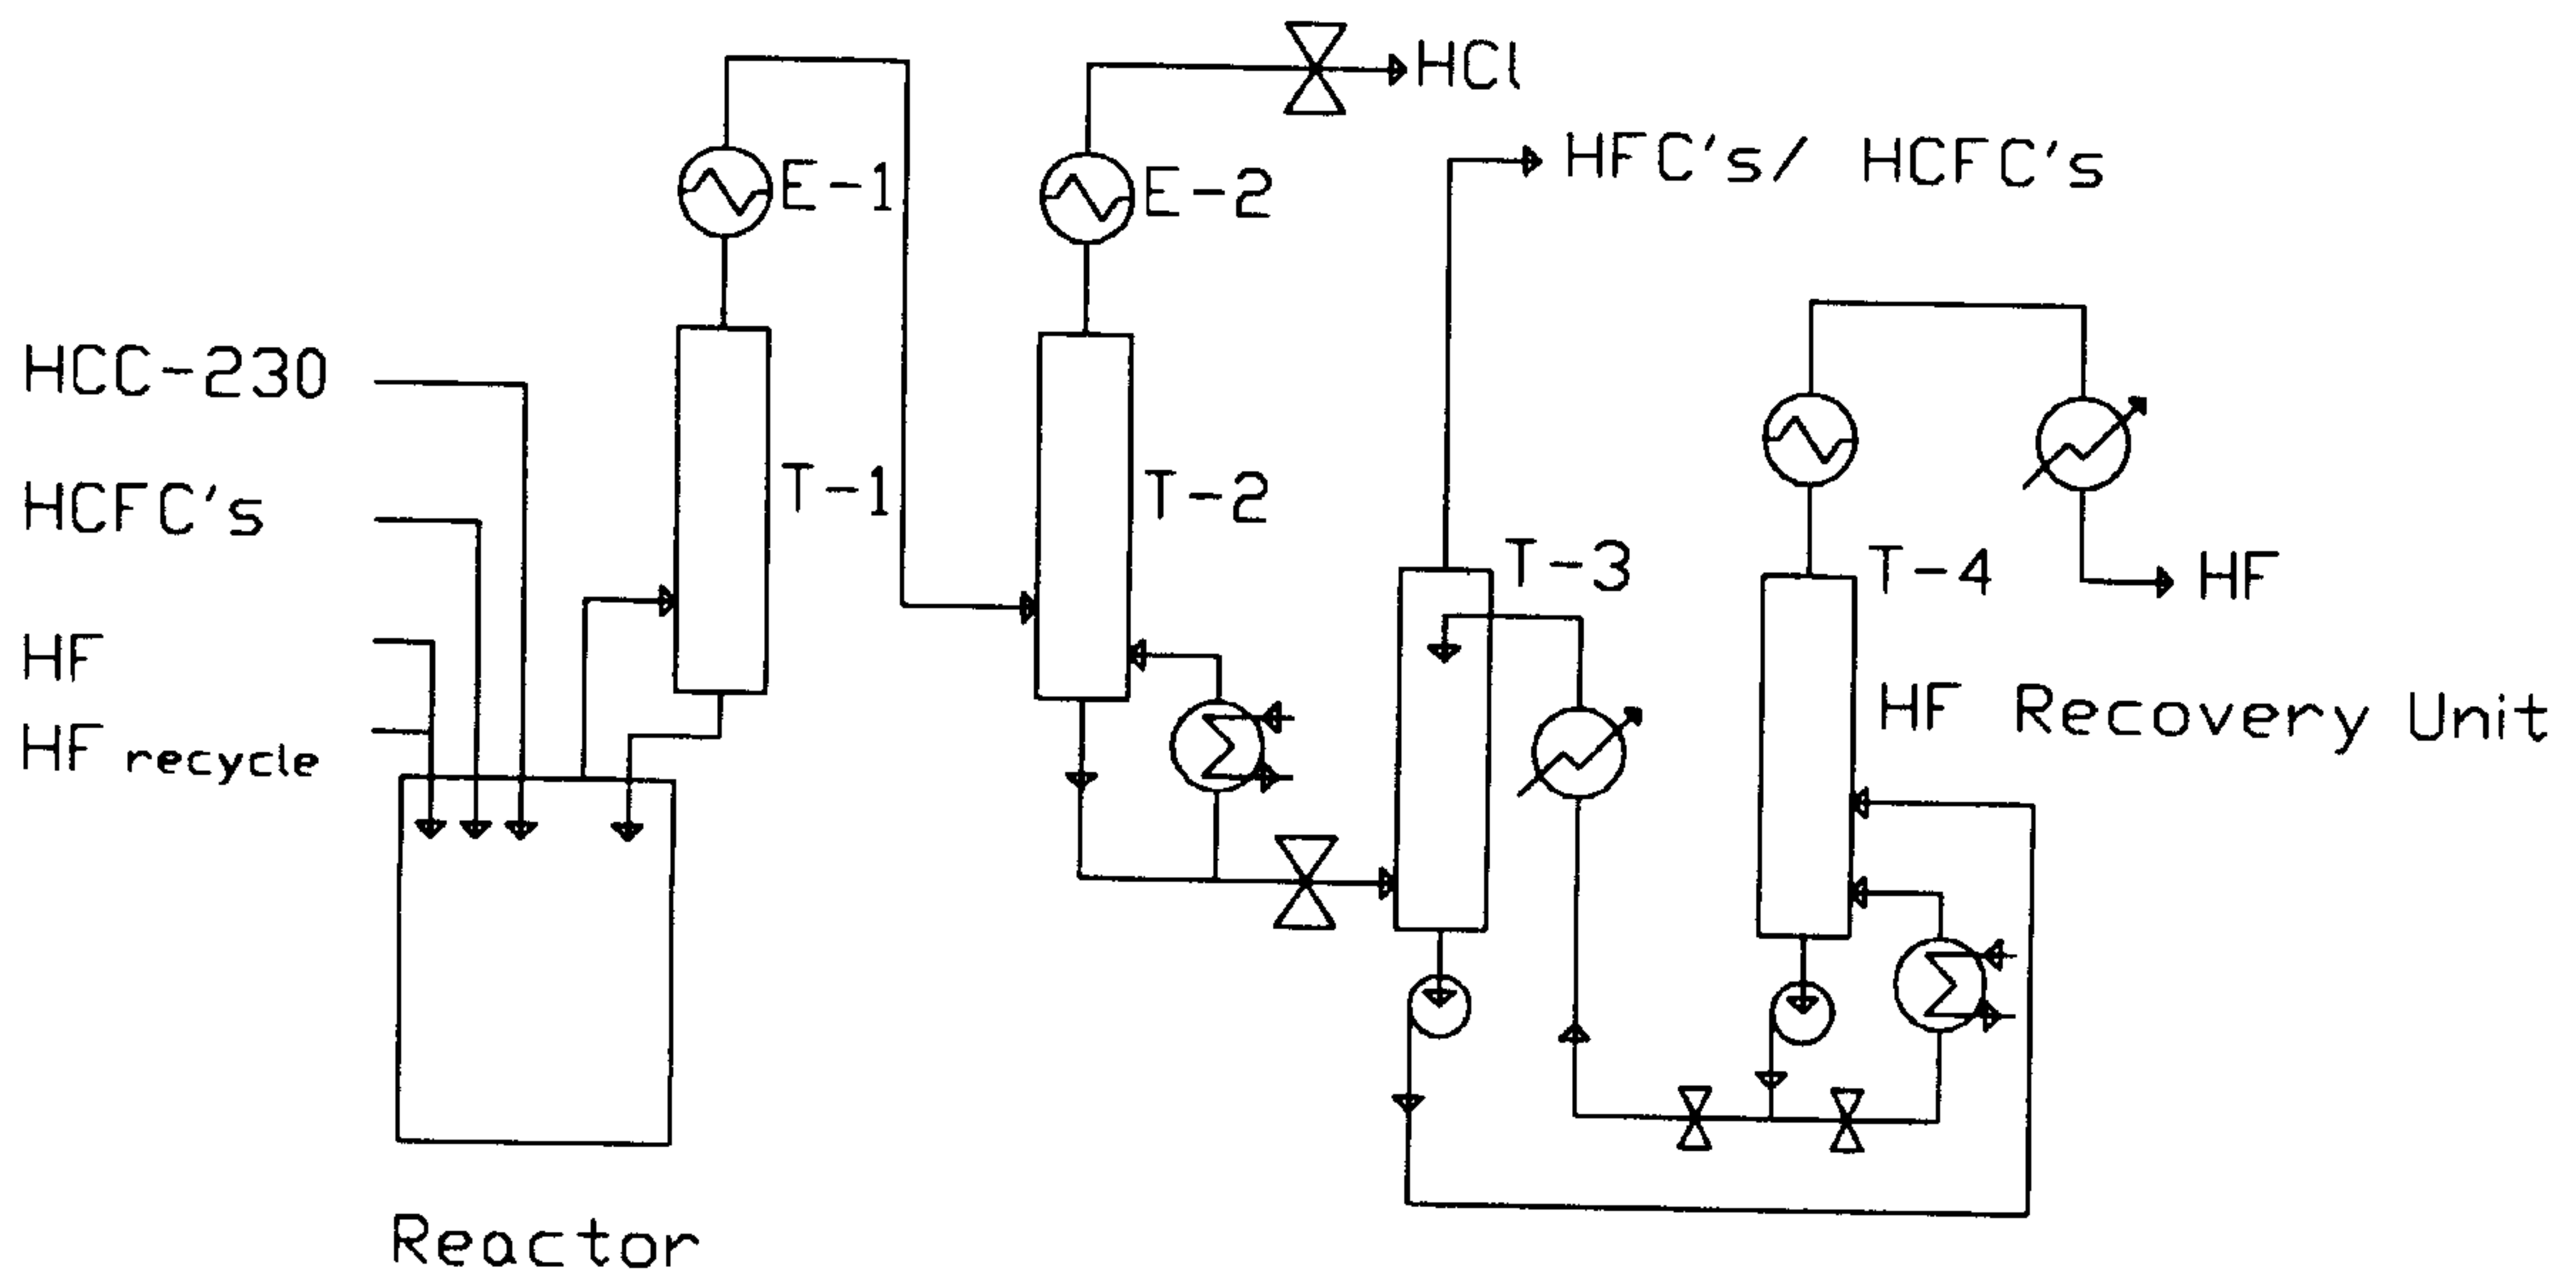 HCl
HFC's/ HCFC's
E-1
E-2
HCC-230
T-1
T-2
HCFC's
T-3
T-4
HF
HF
HF Recovery Unit
HF recycle
Reactor